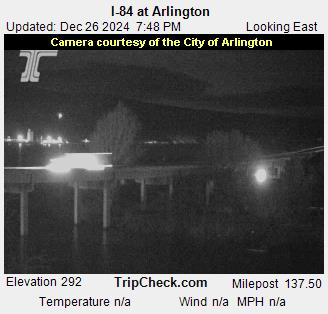 I-84 at Arlington
Updated: Dec 26 2024 7:48 PM Looking East
Camera courtesy of the City of Arlington
Elevation 292 TripCheck.com Milepost 137.50
Temperature n/a Wind n/a MPH n/a